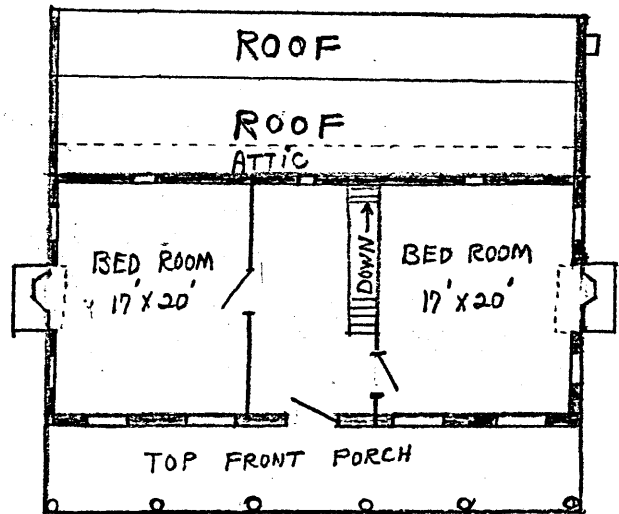 ROOF
ROOF
ATTIC
BED ROOM
17'X20'
DOWN
BED ROOM
17'X20'
TOP FRONT PORCH